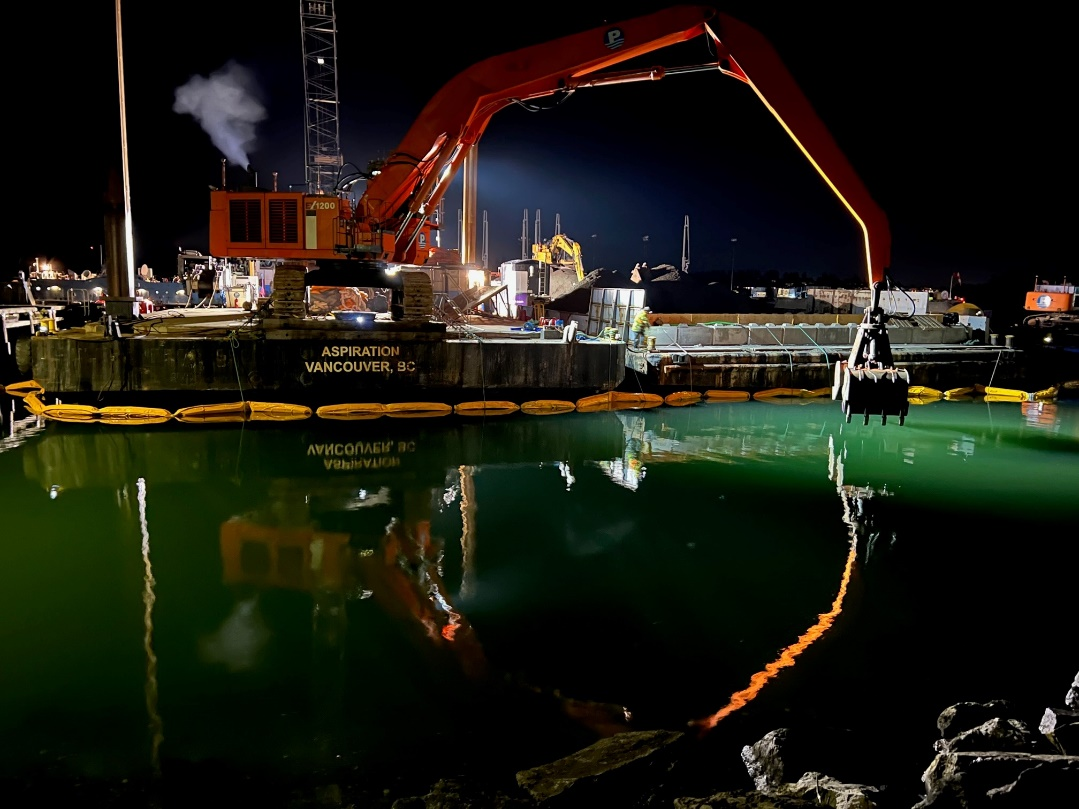 P
1200
ASPIRATION
VANCOUVER, BC
P